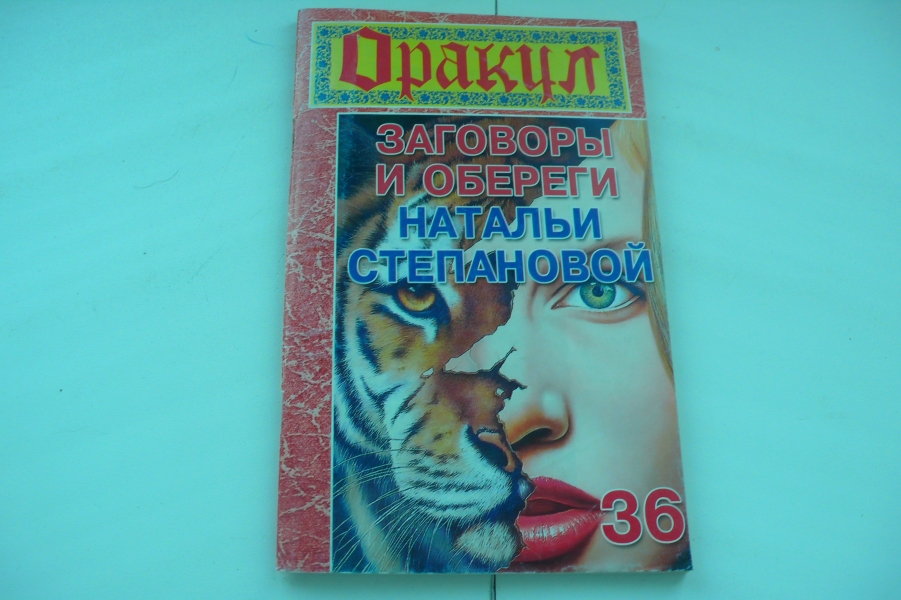 Оракул
ЗАГОВОРЫ
И ОБЕРЕГИ
НАТАЛЬИ
СТЕПАНОВОЙ
36